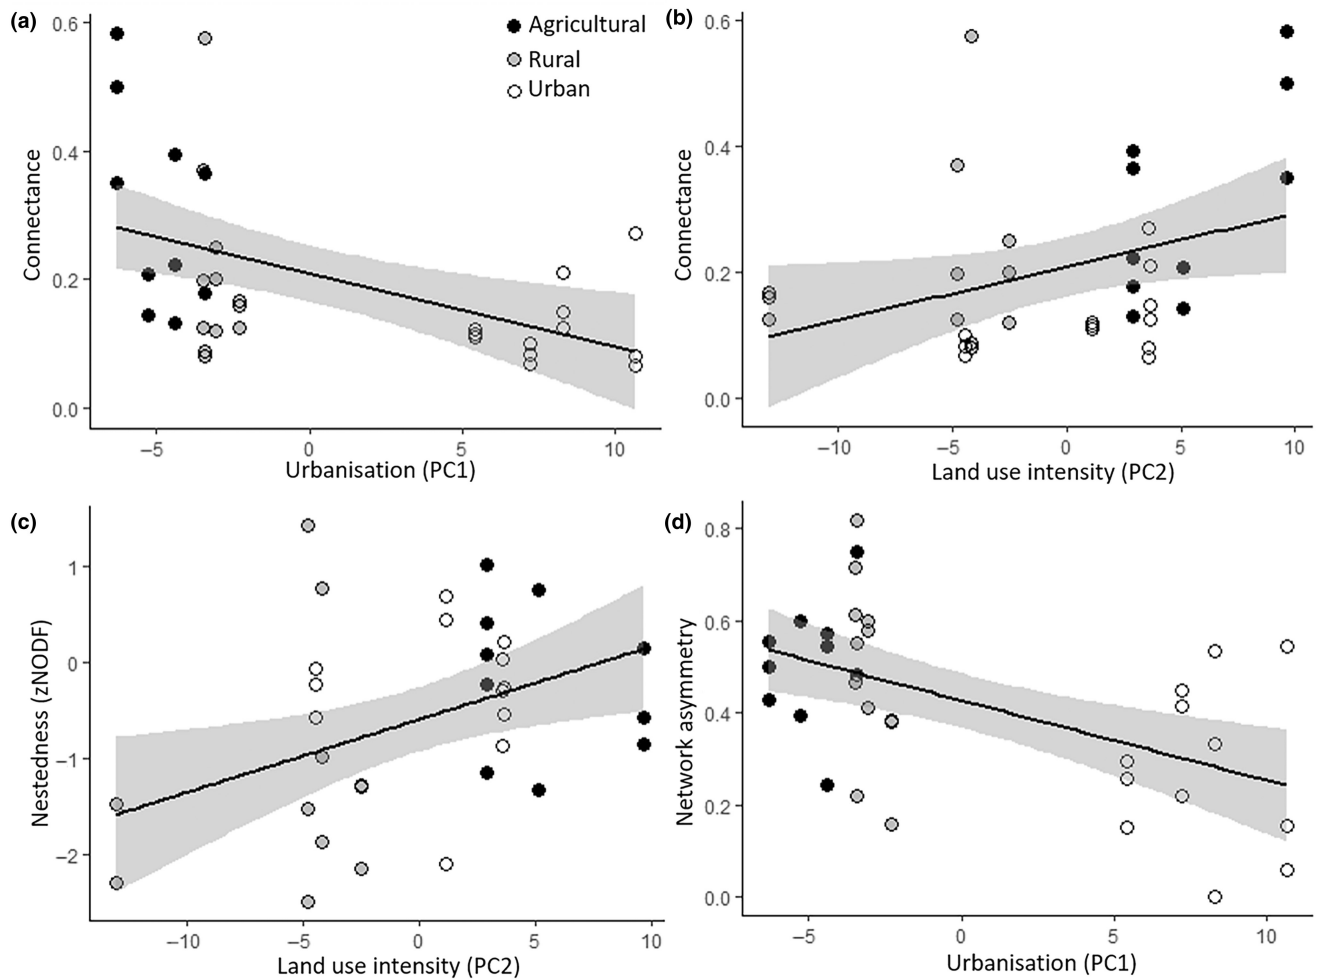 (a)
0.6
0.4
0.2
0.0
Connectance
Agricultural
Rural
Urban
−5
0
5
10
Urbanisation (PC1)
(b)
0.6
0.4
0.2
0.0
Connectance
−10
−5
0
5
10
Land use intensity (PC2)
(c)
1
0
−1
−2
Nestedness (zNODF)
−10
−5
0
5
10
Land use intensity (PC2)
(d)
0.8
0.6
0.4
0.2
0.0
Network asymmetry
−5
0
5
10
Urbanisation (PC1)